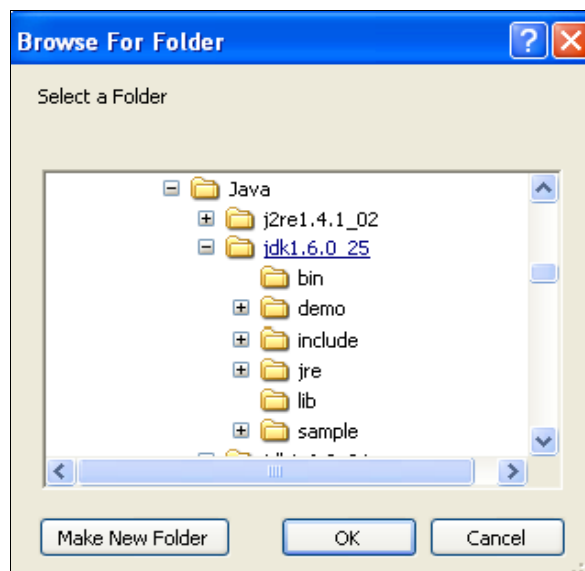 Browse For Folder
Select a Folder
Java
j2re1.4.1_02
jdk1.6.0_25
bin
demo
include
jre
lib
sample
Make New Folder OK Cancel